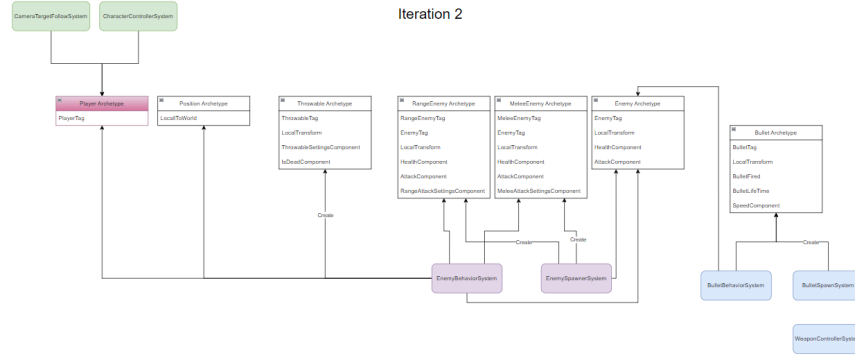 Iteration 2
CameraTargetFollowSystem
CharacterControllerSystem
Player Archetype
PlayerTag
Position Archetype
LocalToWorld
Throwable Archetype
ThrowableTag
LocalTransform
ThrowableSettingsComponent
IsDeadComponent
RangeEnemy Archetype
RangeEnemyTag
EnemyTag
LocalTransform
HealthComponent
AttackComponent
RangeAttackSettingsComponent
MeleeEnemy Archetype
MeleeEnemyTag
EnemyTag
LocalTransform
HealthComponent
AttackComponent
MeleeAttackSettingsComponent
Enemy Archetype
EnemyTag
LocalTransform
HealthComponent
AttackComponent
Bullet Archetype
BulletTag
LocalTransform
BulletFired
BulletLifeTime
SpeedComponent
Create
Create
Create
Create
EnemyBehaviorSystem
EnemySpawnerSystem
BulletBehaviorSystem
BulletSpawnSystem
WeaponControllerSystem